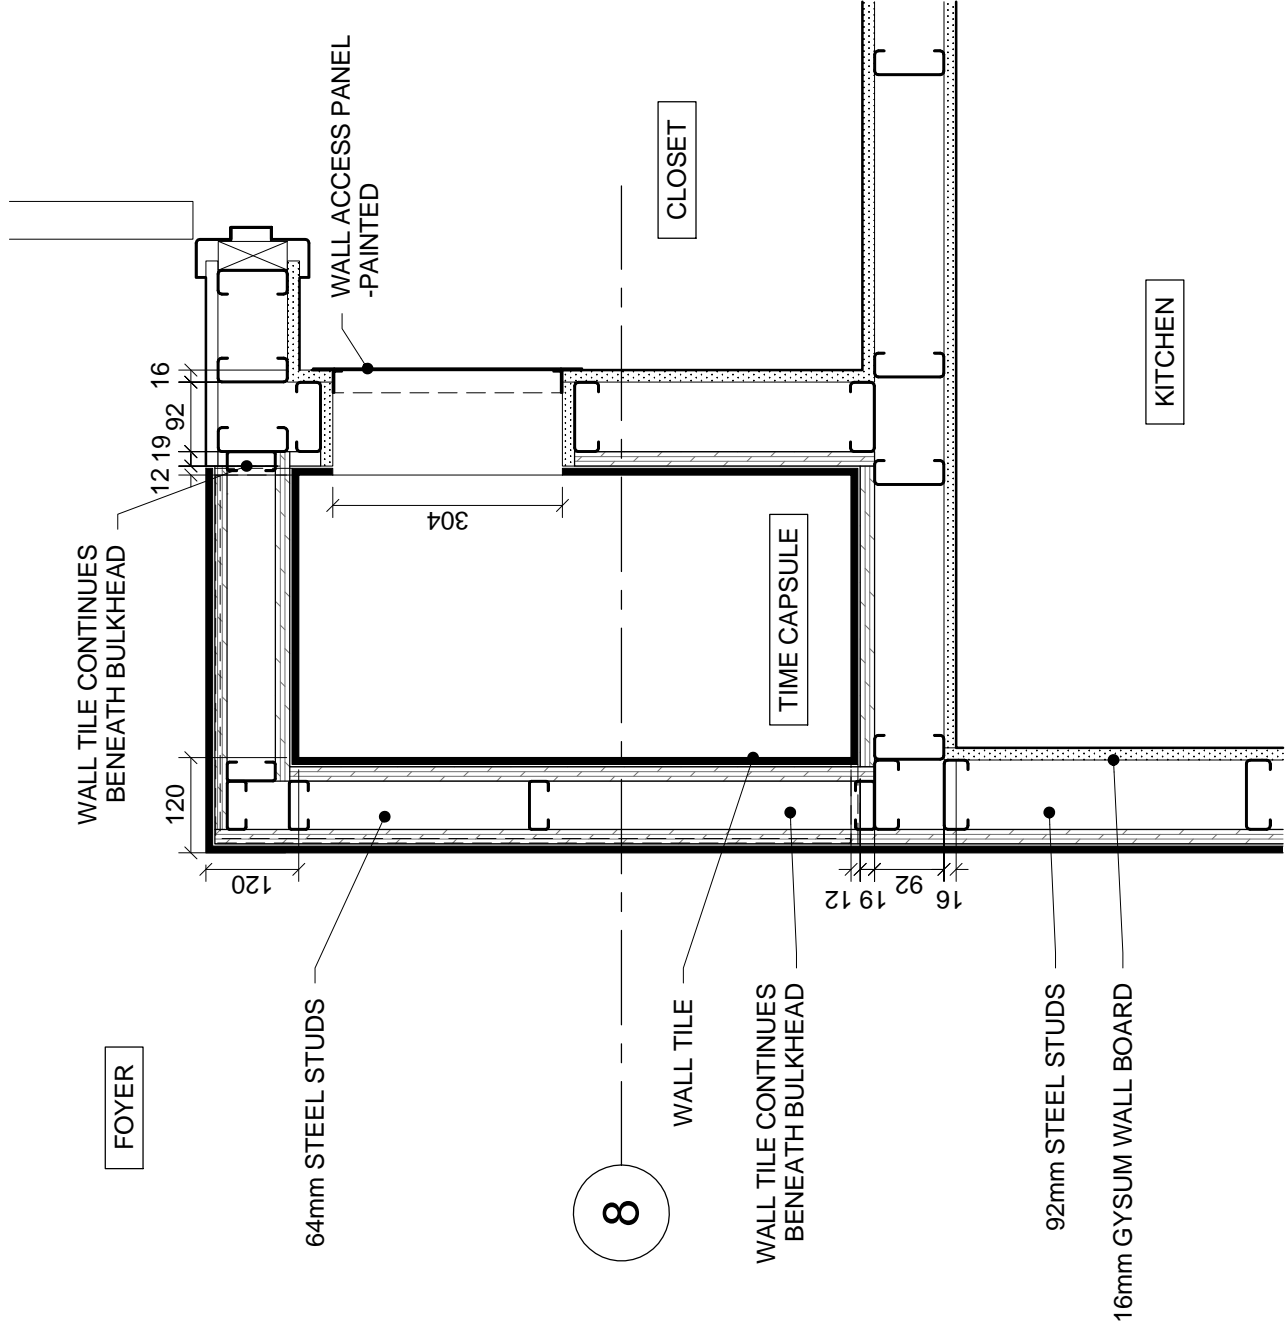 WALL ACCESS PANEL
-PAINTED
CLOSET
KITCHEN
16
92
19
12
304
WALL TILE CONTINUES
BENEATH BULKHEAD
TIME CAPSULE
120
120
12
19
92
16
FOYER
64mm STEEL STUDS
8
WALL TILE
WALL TILE CONTINUES
BENEATH BULKHEAD
92mm STEEL STUDS
16mm GYSUM WALL BOARD